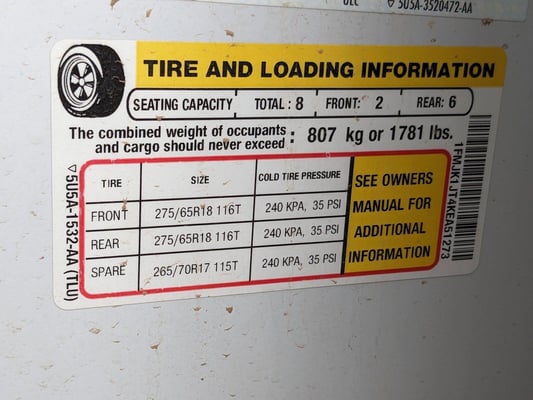 5U5A-3520472-AA
TIRE AND LOADING INFORMATION
SEATING CAPACITY TOTAL : 8 FRONT: 2 REAR: 6
The combined weight of occupants and cargo should never exceed : 807 kg or 1781 lbs.
TIRE SIZE COLD TIRE PRESSURE
FRONT 275/65R18 116T 240 KPA, 35 PSI
REAR 275/65R18 116T 240 KPA, 35 PSI
SPARE 265/70R17 115T 240 KPA, 35 PSI
SEE OWNERS
MANUAL FOR
ADDITIONAL
INFORMATION
5U5A-1532-AA (TLU)
1FMJK1JT4KEA51273